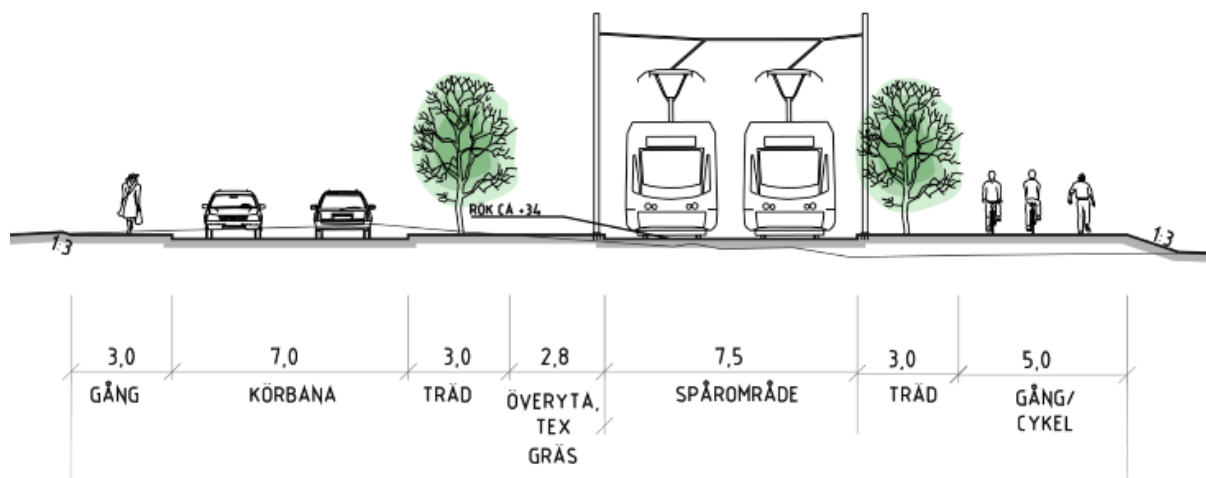 RÖK CA +34
1:3
1:3
3,0
7,0
3,0
2,8
7,5
3,0
5,0
GÅNG
KÖRBANA
TRÄD
ÖVERYTA,
TEX
GRÄS
SPÅROMRÅDE
TRÄD
GÅNG/
CYKEL